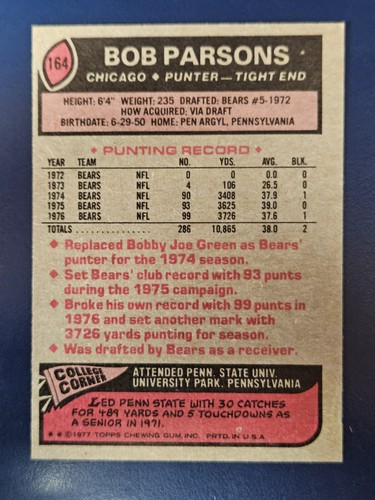 164
BOB PARSONS
CHICAGO ♦ PUNTER—TIGHT END
HEIGHT: 6'4" WEIGHT: 235 DRAFTED: BEARS #5-1972
HOW ACQUIRED: VIA DRAFT
BIRTHDATE: 6-29-50 HOME: PEN ARGYL, PENNSYLVANIA
♦ PUNTING RECORD ♦
YEAR TEAM NO. YDS. AVG. BLK.
1972 BEARS NFL 0 0 0.0 0
1973 BEARS NFL 4 106 26.5 0
1974 BEARS NFL 90 3408 37.9 1
1975 BEARS NFL 93 3625 39.0 0
1976 BEARS NFL 99 3726 37.6 1
TOTALS ................ 286 10,865 38.0 2
♦ Replaced Bobby Joe Green as Bears'
punter for the 1974 season.
♦ Set Bears' club record with 93 punts
during the 1975 campaign.
♦ Broke his own record with 99 punts in
1976 and set another mark with
3726 yards punting for season.
♦ Was drafted by Bears as a receiver.
COLLEGE CORNER
ATTENDED PENN. STATE UNIV.
UNIVERSITY PARK, PENNSYLVANIA
LED PENN STATE WITH 30 CATCHES
FOR 489 YARDS AND 5 TOUCHDOWNS AS
A SENIOR IN 1971.
★★ ©1977 TOPPS CHEWING GUM, INC. PRTD. IN U.S.A.